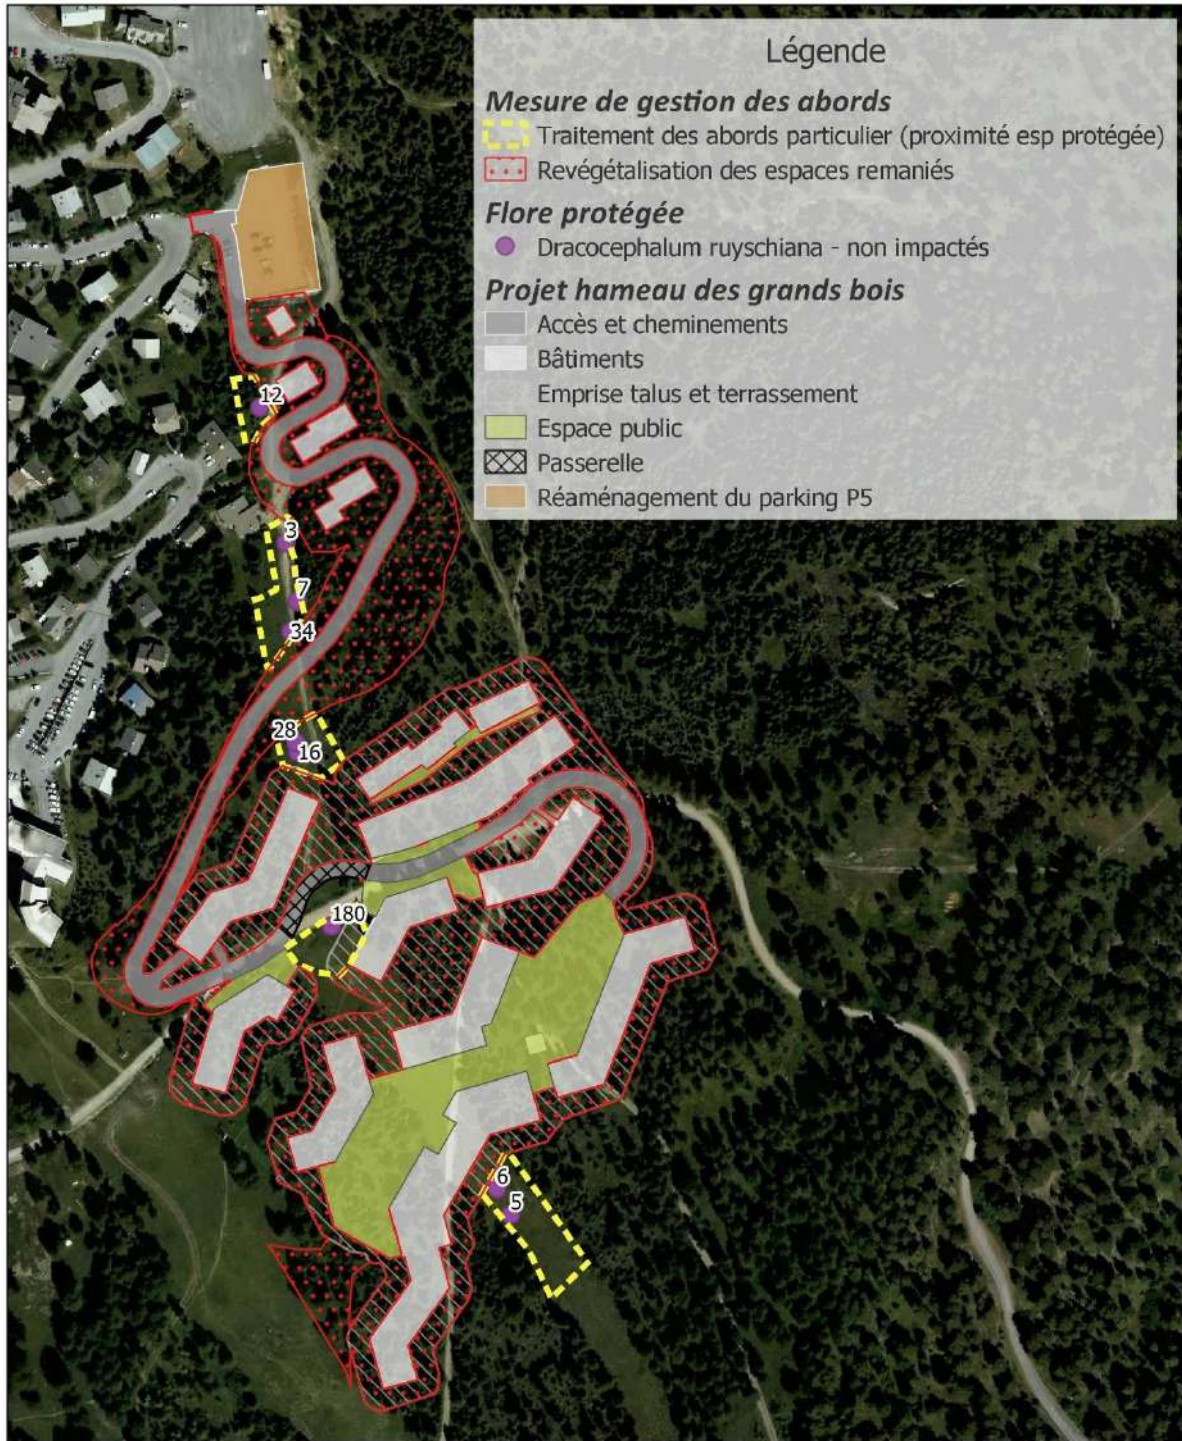 Légende
Mesure de gestion des abords
Traitement des abords particulier (proximité esp protégée)
Revégétalisation des espaces remaniés
Flore protégée
Dracocephalum ruyschiana - non impactés
Projet hameau des grands bois
Accès et cheminements
Bâtiments
Emprise talus et terrassement
Espace public
Passerelle
Réaménagement du parking P5
12
3
7
34
28
16
180
6
5